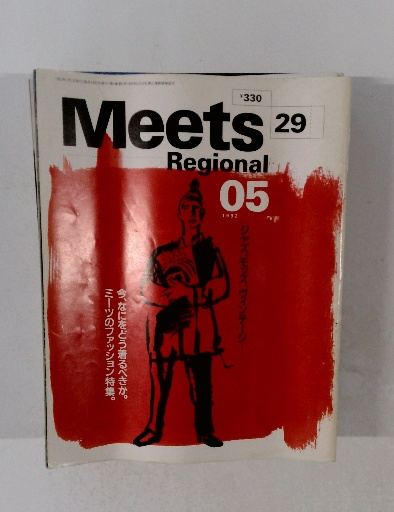 ¥330
Meets
29
Regional
05
1992
今、なにをどう着るべきか。
ミーツのファッション特集。